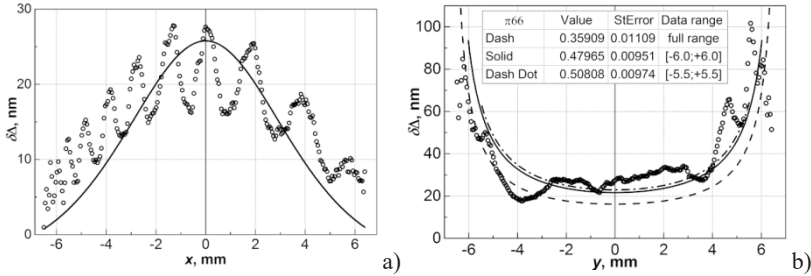 30
20
10
0
δΔ, nm
-6 -4 -2 0 2 4 6
x, mm
a)
100
80
60
40
20
0
δΔ, nm
π66 Value StError Data range
Dash 0.35909 0.01109 full range
Solid 0.47965 0.00951 [-6.0;+6.0]
Dash Dot 0.50808 0.00974 [-5.5;+5.5]
-6 -4 -2 0 2 4 6
y, mm
b)